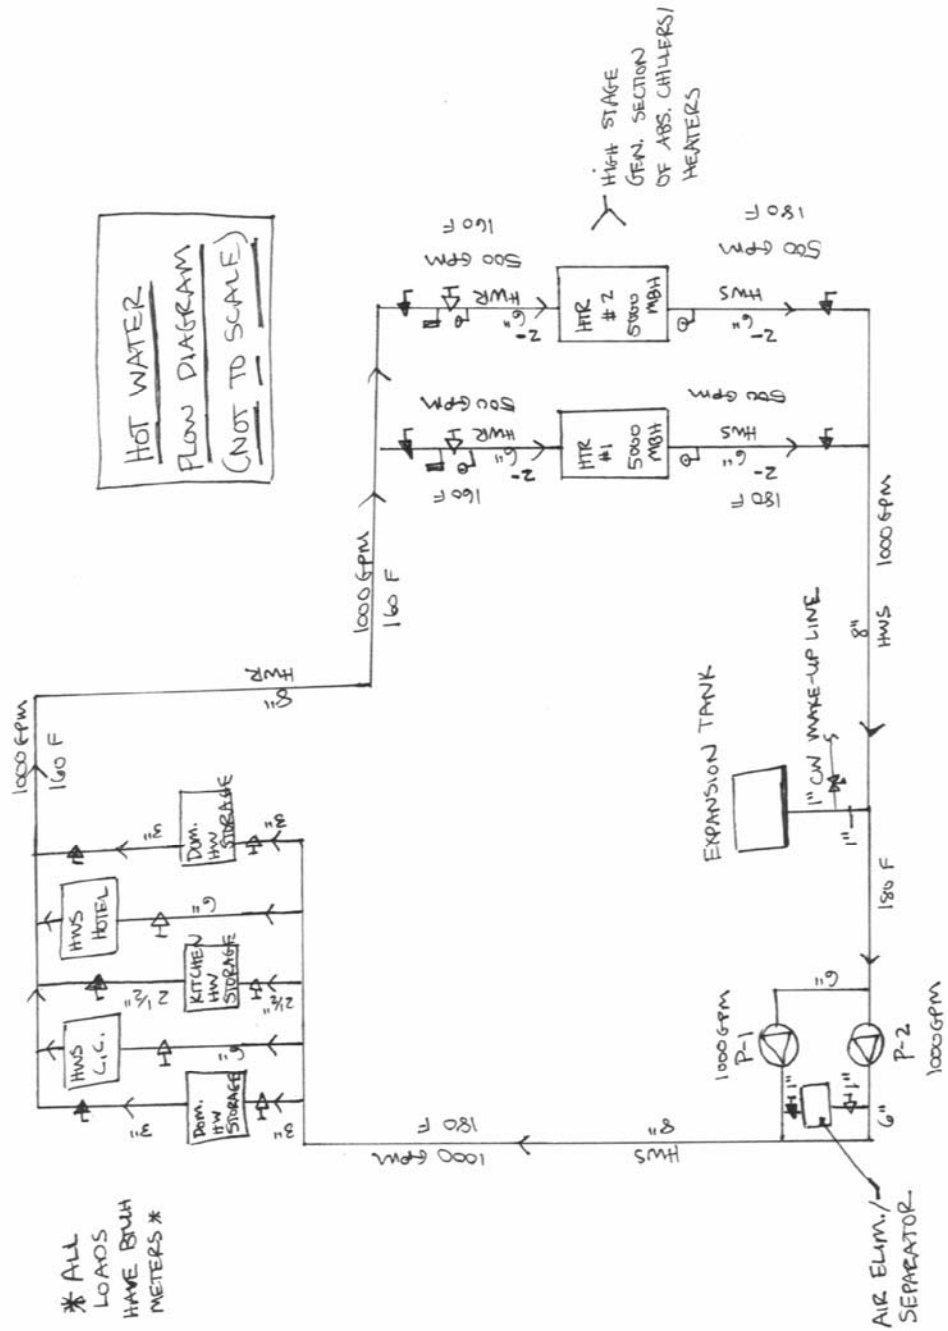 * ALL
LOADS
HAVE BTUH
METERS *
DOM.
HW
STORAGE
3"
3"
HWS
C.C.
6"
KITCHEN
HW
STORAGE
2 1/2"
2 1/2"
HWS
HOTEL
6"
DOM.
HW
STORAGE
3"
3"
1000 GPM
160 F
8"
HWR
1000 GPM
160 F
HOT WATER
FLOW DIAGRAM
(NOT TO SCALE)
1000 GPM
180 F
8"
HWS
160 F
500 GPM
HWR
2-
6"
HTR
#1
5000
MBH
500 GPM
HWS
2-
6"
180 F
160 F
500 GPM
HWR
2-
6"
HTR
# 2
5000
MBH
500 GPM
180 F
HWS
2-
6"
HIGH STAGE
GEN. SECTION
OF ABS. CHILLERS/
HEATERS
1000 GPM
P-1
6"
1"
1"
6"
P-2
1000 GPM
AIR ELIM./
SEPARATOR
EXPANSION TANK
1" CW MAKE-UP LINE
1"
180 F
8"
HWS
1000 GPM